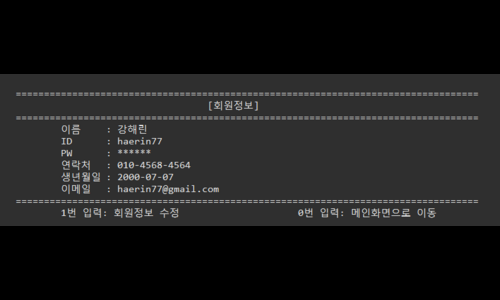 ================================================================================
[회원정보]
================================================================================
이름 : 강해린
ID : haerin77
PW : ******
연락처 : 010-4568-4564
생년월일 : 2000-07-07
이메일 : haerin77@gmail.com
================================================================================
1번 입력: 회원정보 수정 0번 입력: 메인화면으로 이동